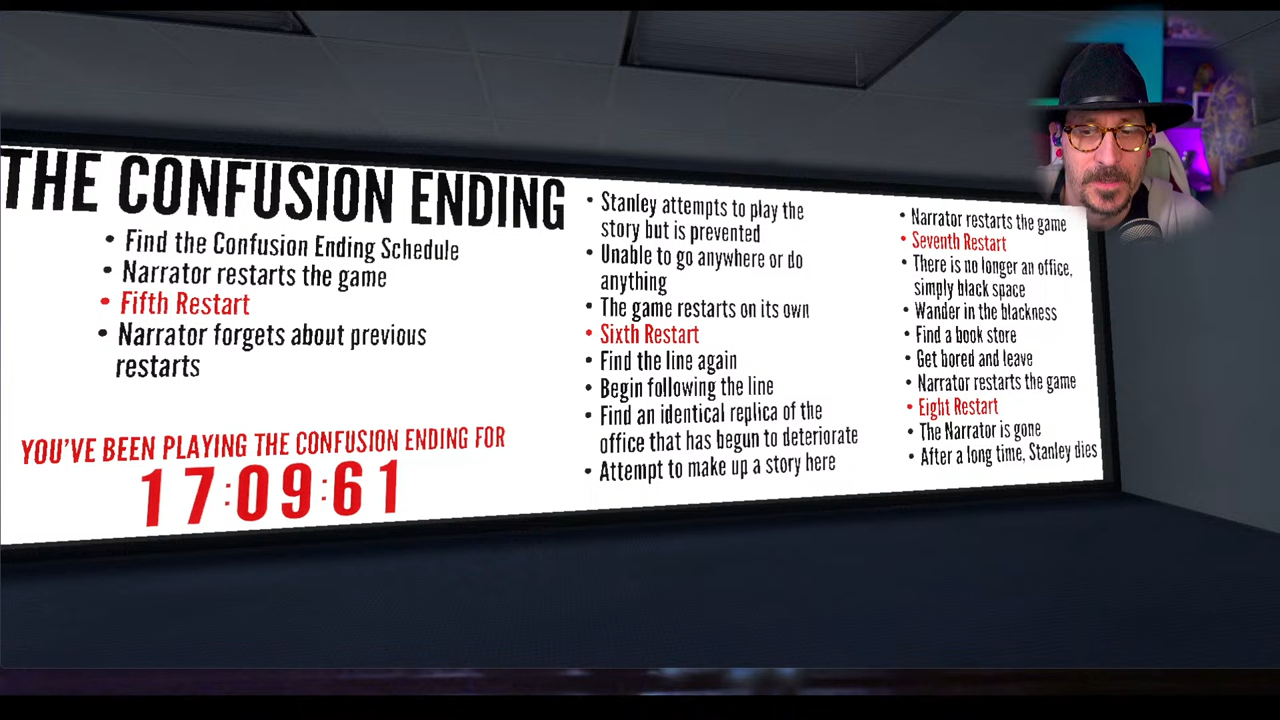 THE CONFUSION ENDING
• Find the Confusion Ending Schedule
• Narrator restarts the game
• Fifth Restart
• Narrator forgets about previous
restarts
YOU'VE BEEN PLAYING THE CONFUSION ENDING FOR
17:09:61
• Stanley attempts to play the
story but is prevented
• Unable to go anywhere or do
anything
• The game restarts on its own
• Sixth Restart
• Find the line again
• Begin following the line
• Find an identical replica of the
office that has begun to deteriorate
• Attempt to make up a story here
• Narrator restarts the game
• Seventh Restart
• There is no longer an office,
simply black space
• Wander in the blackness
• Find a book store
• Get bored and leave
• Narrator restarts the game
• Eight Restart
• The Narrator is gone
• After a long time, Stanley dies